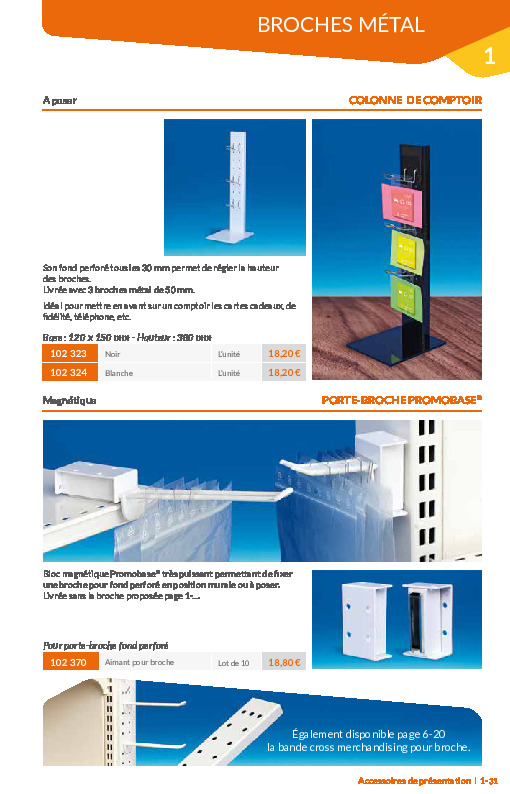 BROCHES MÉTAL
1
A poser
COLONNE DE COMPTOIR
Son fond perforé tous les 30 mm permet de régler la hauteur
des broches.
Livrée avec 3 broches métal de 50 mm.
Idéal pour mettre en avant sur un comptoir les cartes cadeaux, de
fidélité, téléphone, etc.
Base : 120 x 150 mm - Hauteur : 380 mm
102 323 Noir L'unité 18,20 €
102 324 Blanche L'unité 18,20 €
Magnétique
PORTE-BROCHE PROMOBASE®
Bloc magnétique Promobase® très puissant permettant de fixer
une broche pour fond perforé en position murale ou à poser.
Livrée sans la broche proposée page 1-...
Pour porte-broche fond perforé
102 370 Aimant pour broche Lot de 10 18,80 €
Également disponible page 6-20
la bande cross merchandising pour broche.
Accessoires de présentation | 1-31